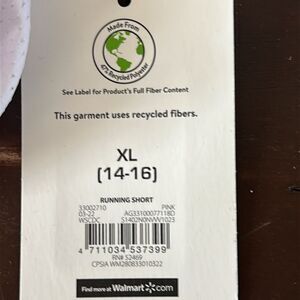 Made From
47% Recycled Polyester
See Label for Product's Full Fiber Content
This garment uses recycled fibers.
XL
(14-16)
RUNNING SHORT
33002710 PINK
03-22 AG33100077118D
WSCDC S1402N0NVW1023
4 711034 537399
RN# 52469
CPSIA WM280833010322
Find more at Walmart.com